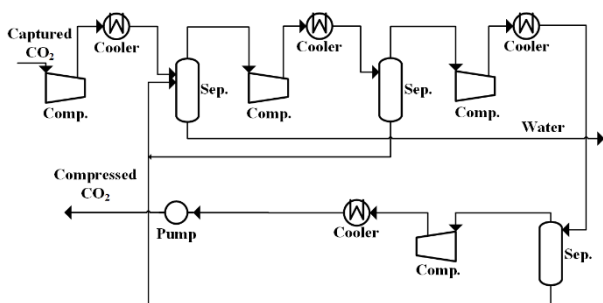 Captured
CO2
Comp.
Cooler
Sep.
Comp.
Cooler
Sep.
Comp.
Cooler
Water
Compressed
CO2
Pump
Cooler
Comp.
Sep.